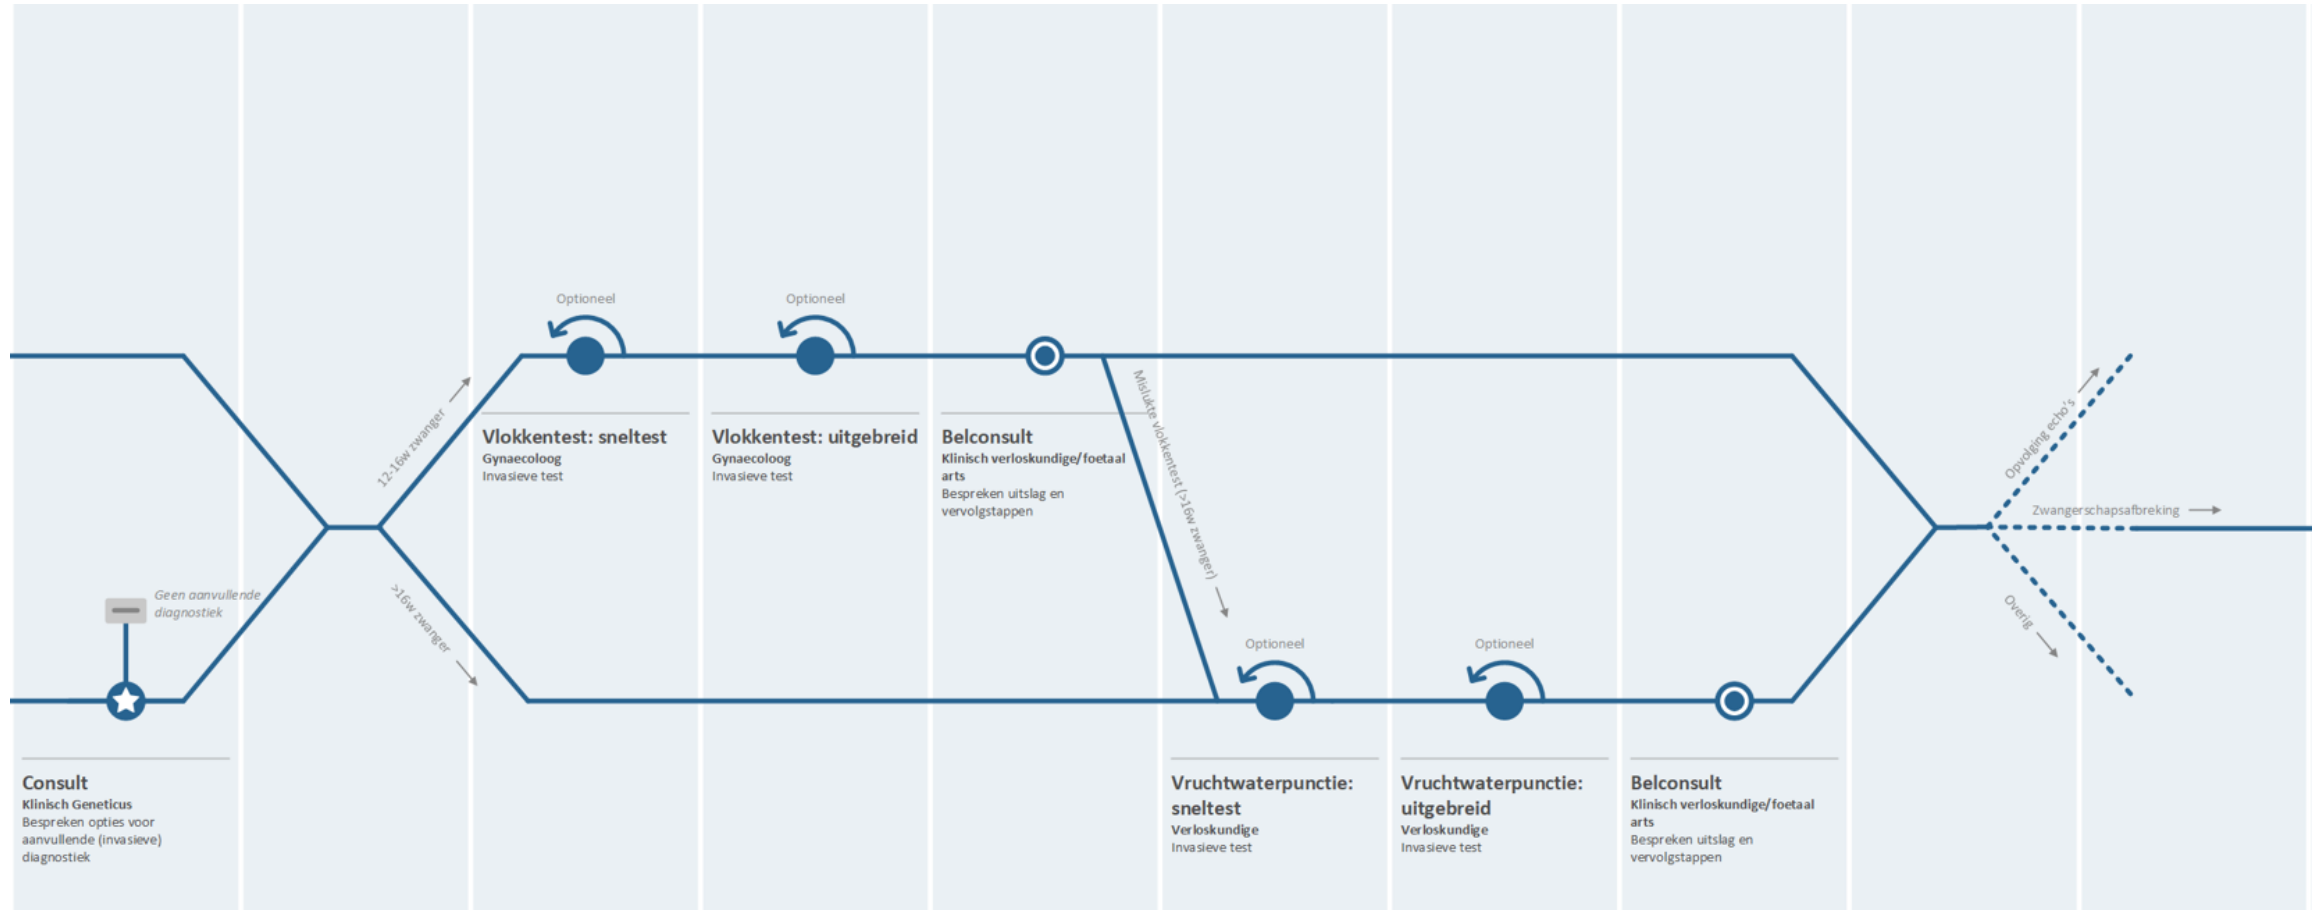 Geen aanvullende
diagnostiek
Consult
Klinisch Geneticus
Bespreken opties voor
aanvullende (invasieve)
diagnostiek
12-16w zwanger
>16w zwanger
Optioneel
Vlokkentest: sneltest
Gynaecoloog
Invasieve test
Optioneel
Vlokkentest: uitgebreid
Gynaecoloog
Invasieve test
Belconsult
Klinisch verloskundige/foetaal
arts
Bespreken uitslag en
vervolgstappen
Mislukte vlokkentest (>16w zwanger)
Optioneel
Vruchtwaterpunctie:
sneltest
Verloskundige
Invasieve test
Optioneel
Vruchtwaterpunctie:
uitgebreid
Verloskundige
Invasieve test
Belconsult
Klinisch verloskundige/foetaal
arts
Bespreken uitslag en
vervolgstappen
Opvolging echo's
Zwangerschapsafbreking
Overig